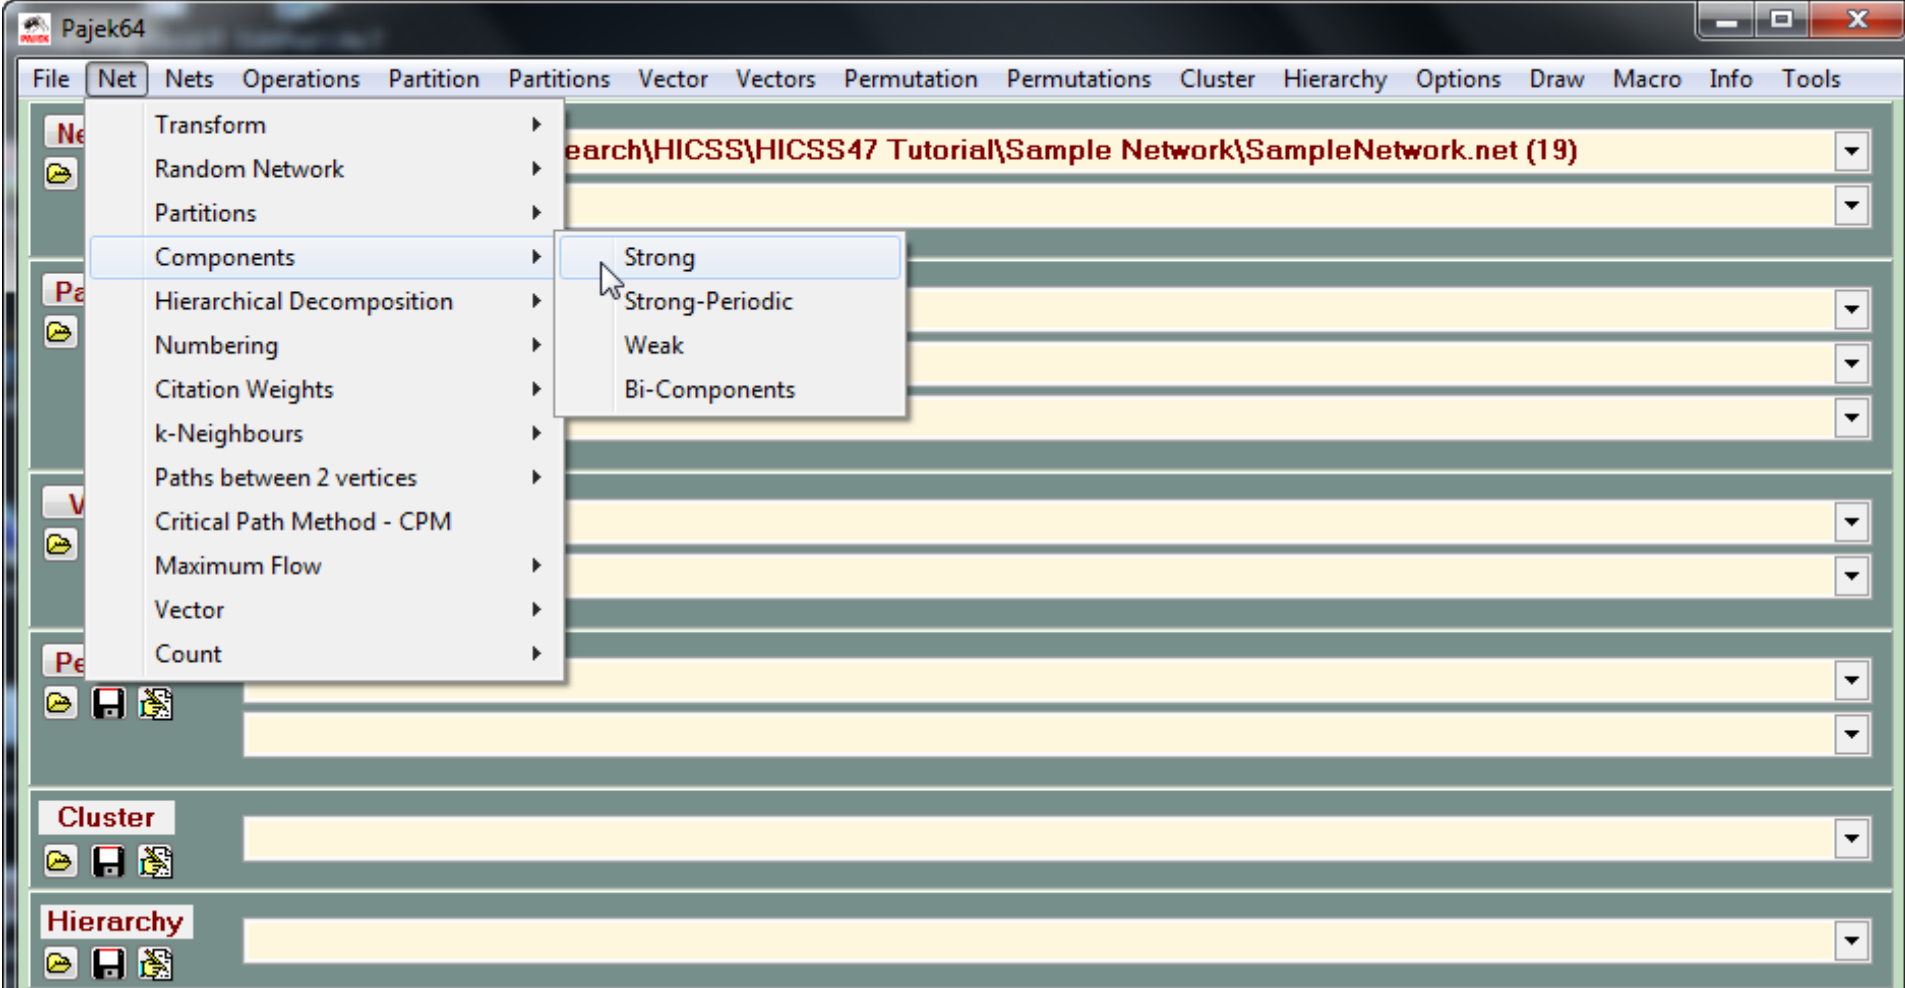 Pajek64
File Net Nets Operations Partition Partitions Vector Vectors Permutation Permutations Cluster Hierarchy Options Draw Macro Info Tools
Transform
Random Network
Partitions
Components
Hierarchical Decomposition
Numbering
Citation Weights
k-Neighbours
Paths between 2 vertices
Critical Path Method - CPM
Maximum Flow
Vector
Count
Strong
Strong-Periodic
Weak
Bi-Components
earch\HICSS\HICSS47 Tutorial\Sample Network\SampleNetwork.net (19)
Ne
Pa
V
Pe
Cluster
Hierarchy